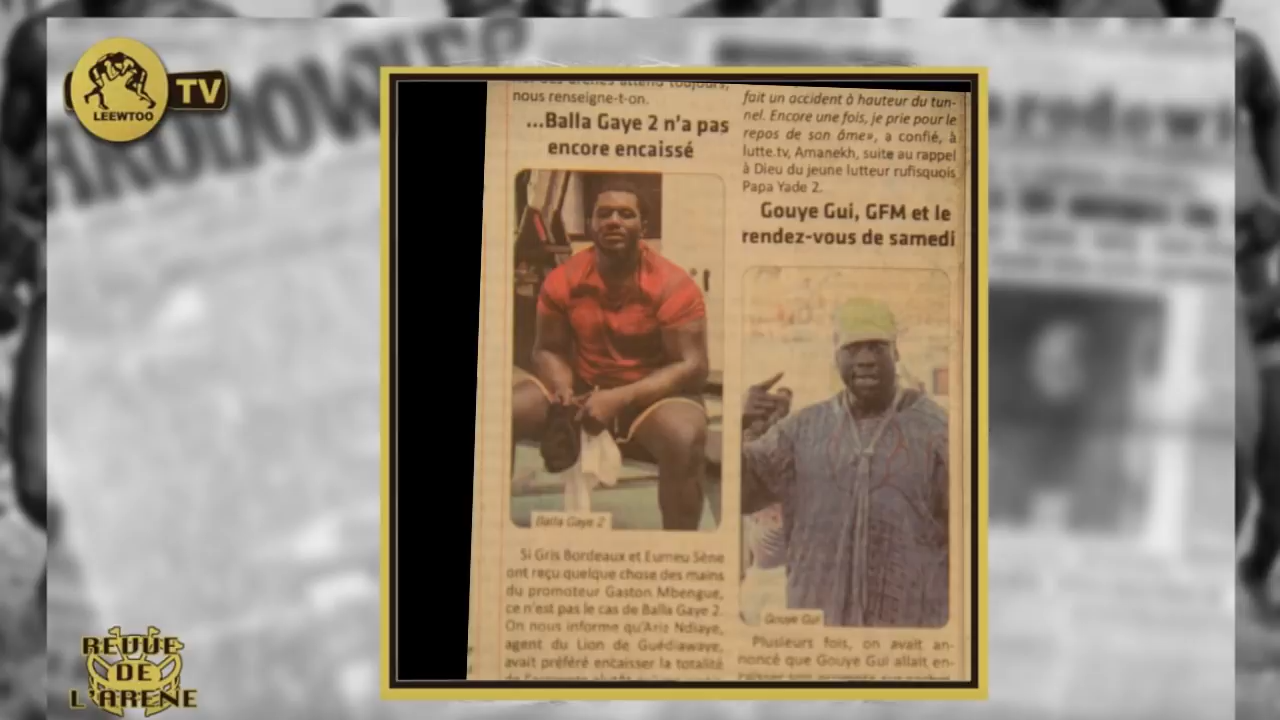 LEEWTOO
TV
nous renseigne-t-on.
...Balla Gaye 2 n'a pas
encore encaissé
Balla Gaye 2
Si Gris Bordeaux et Eumeu Sène
ont reçu quelque chose des mains
du promoteur Gaston Mbengue,
ce n'est pas le cas de Balla Gaye 2.
On nous informe qu'Ariz Ndiaye,
agent du Lion de Guédiawaye,
avait préféré encaisser la totalité
fait un accident à hauteur du tun-
nel. Encore une fois, je prie pour le
repos de son âme», a confié, à
lutte.tv, Amanekh, suite au rappel
à Dieu du jeune lutteur rufisquois
Papa Yade 2.
Gouye Gui, GFM et le
rendez-vous de samedi
Gouye Gui
Plusieurs fois, on avait an-
noncé que Gouye Gui allait en-
REVUE
DE
L'ARENE